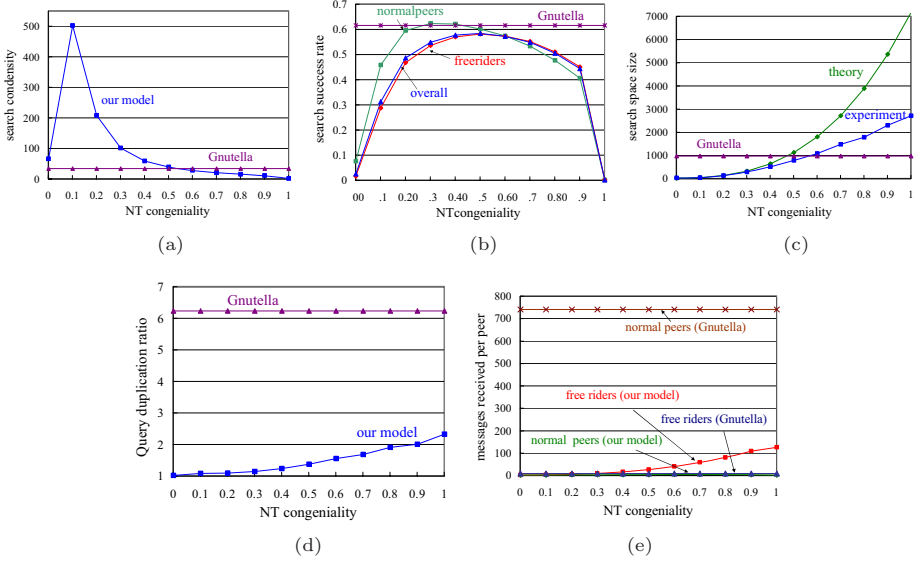 search condensity
500
400
300
200
100
0
our model
Gnutella
0 0.1 0.2 0.3 0.4 0.5 0.6 0.7 0.8 0.9 1
NT congeniality
(a)
search success rate
0.7
0.6
0.5
0.4
0.3
0.2
0.1
0
normalpeers
Gnutella
freeriders
overall
00 .1 0.20 .3 0.40 .5 0.60 .7 0.80 .9 1
NTcongeniality
(b)
search space size
7000
6000
5000
4000
3000
2000
1000
0
theory
experiment
Gnutella
0 0.1 0.2 0.3 0.4 0.5 0.6 0.7 0.8 0.9 1
NT congeniality
(c)
Query duplication ratio
7
6
5
4
3
2
1
Gnutella
our model
0 0.1 0.2 0.3 0.4 0.5 0.6 0.7 0.8 0.9 1
NT congeniality
(d)
messages received per peer
800
700
600
500
400
300
200
100
0
normal peers (Gnutella)
free riders (our model)
free riders (Gnutella)
normal peers (our model)
0 0.1 0.2 0.3 0.4 0.5 0.6 0.7 0.8 0.9 1
NT congeniality
(e)